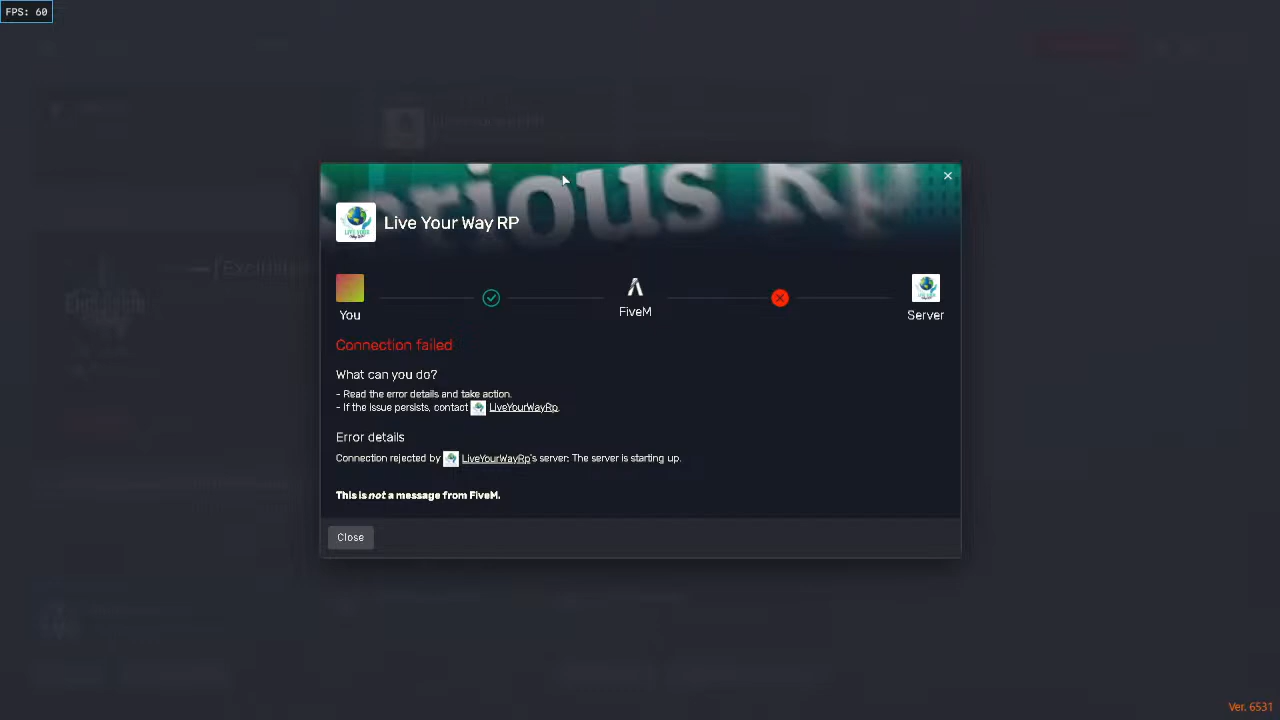 FPS: 60
Serious Rp
Live Your Way RP
You
FiveM
Server
Connection failed
What can you do?
- Read the error details and take action.
- If the issue persists, contact LiveYourWayRp.
Error details
Connection rejected by LiveYourWayRp's server: The server is starting up.
This is not a message from FiveM.
Close
Ver. 6531